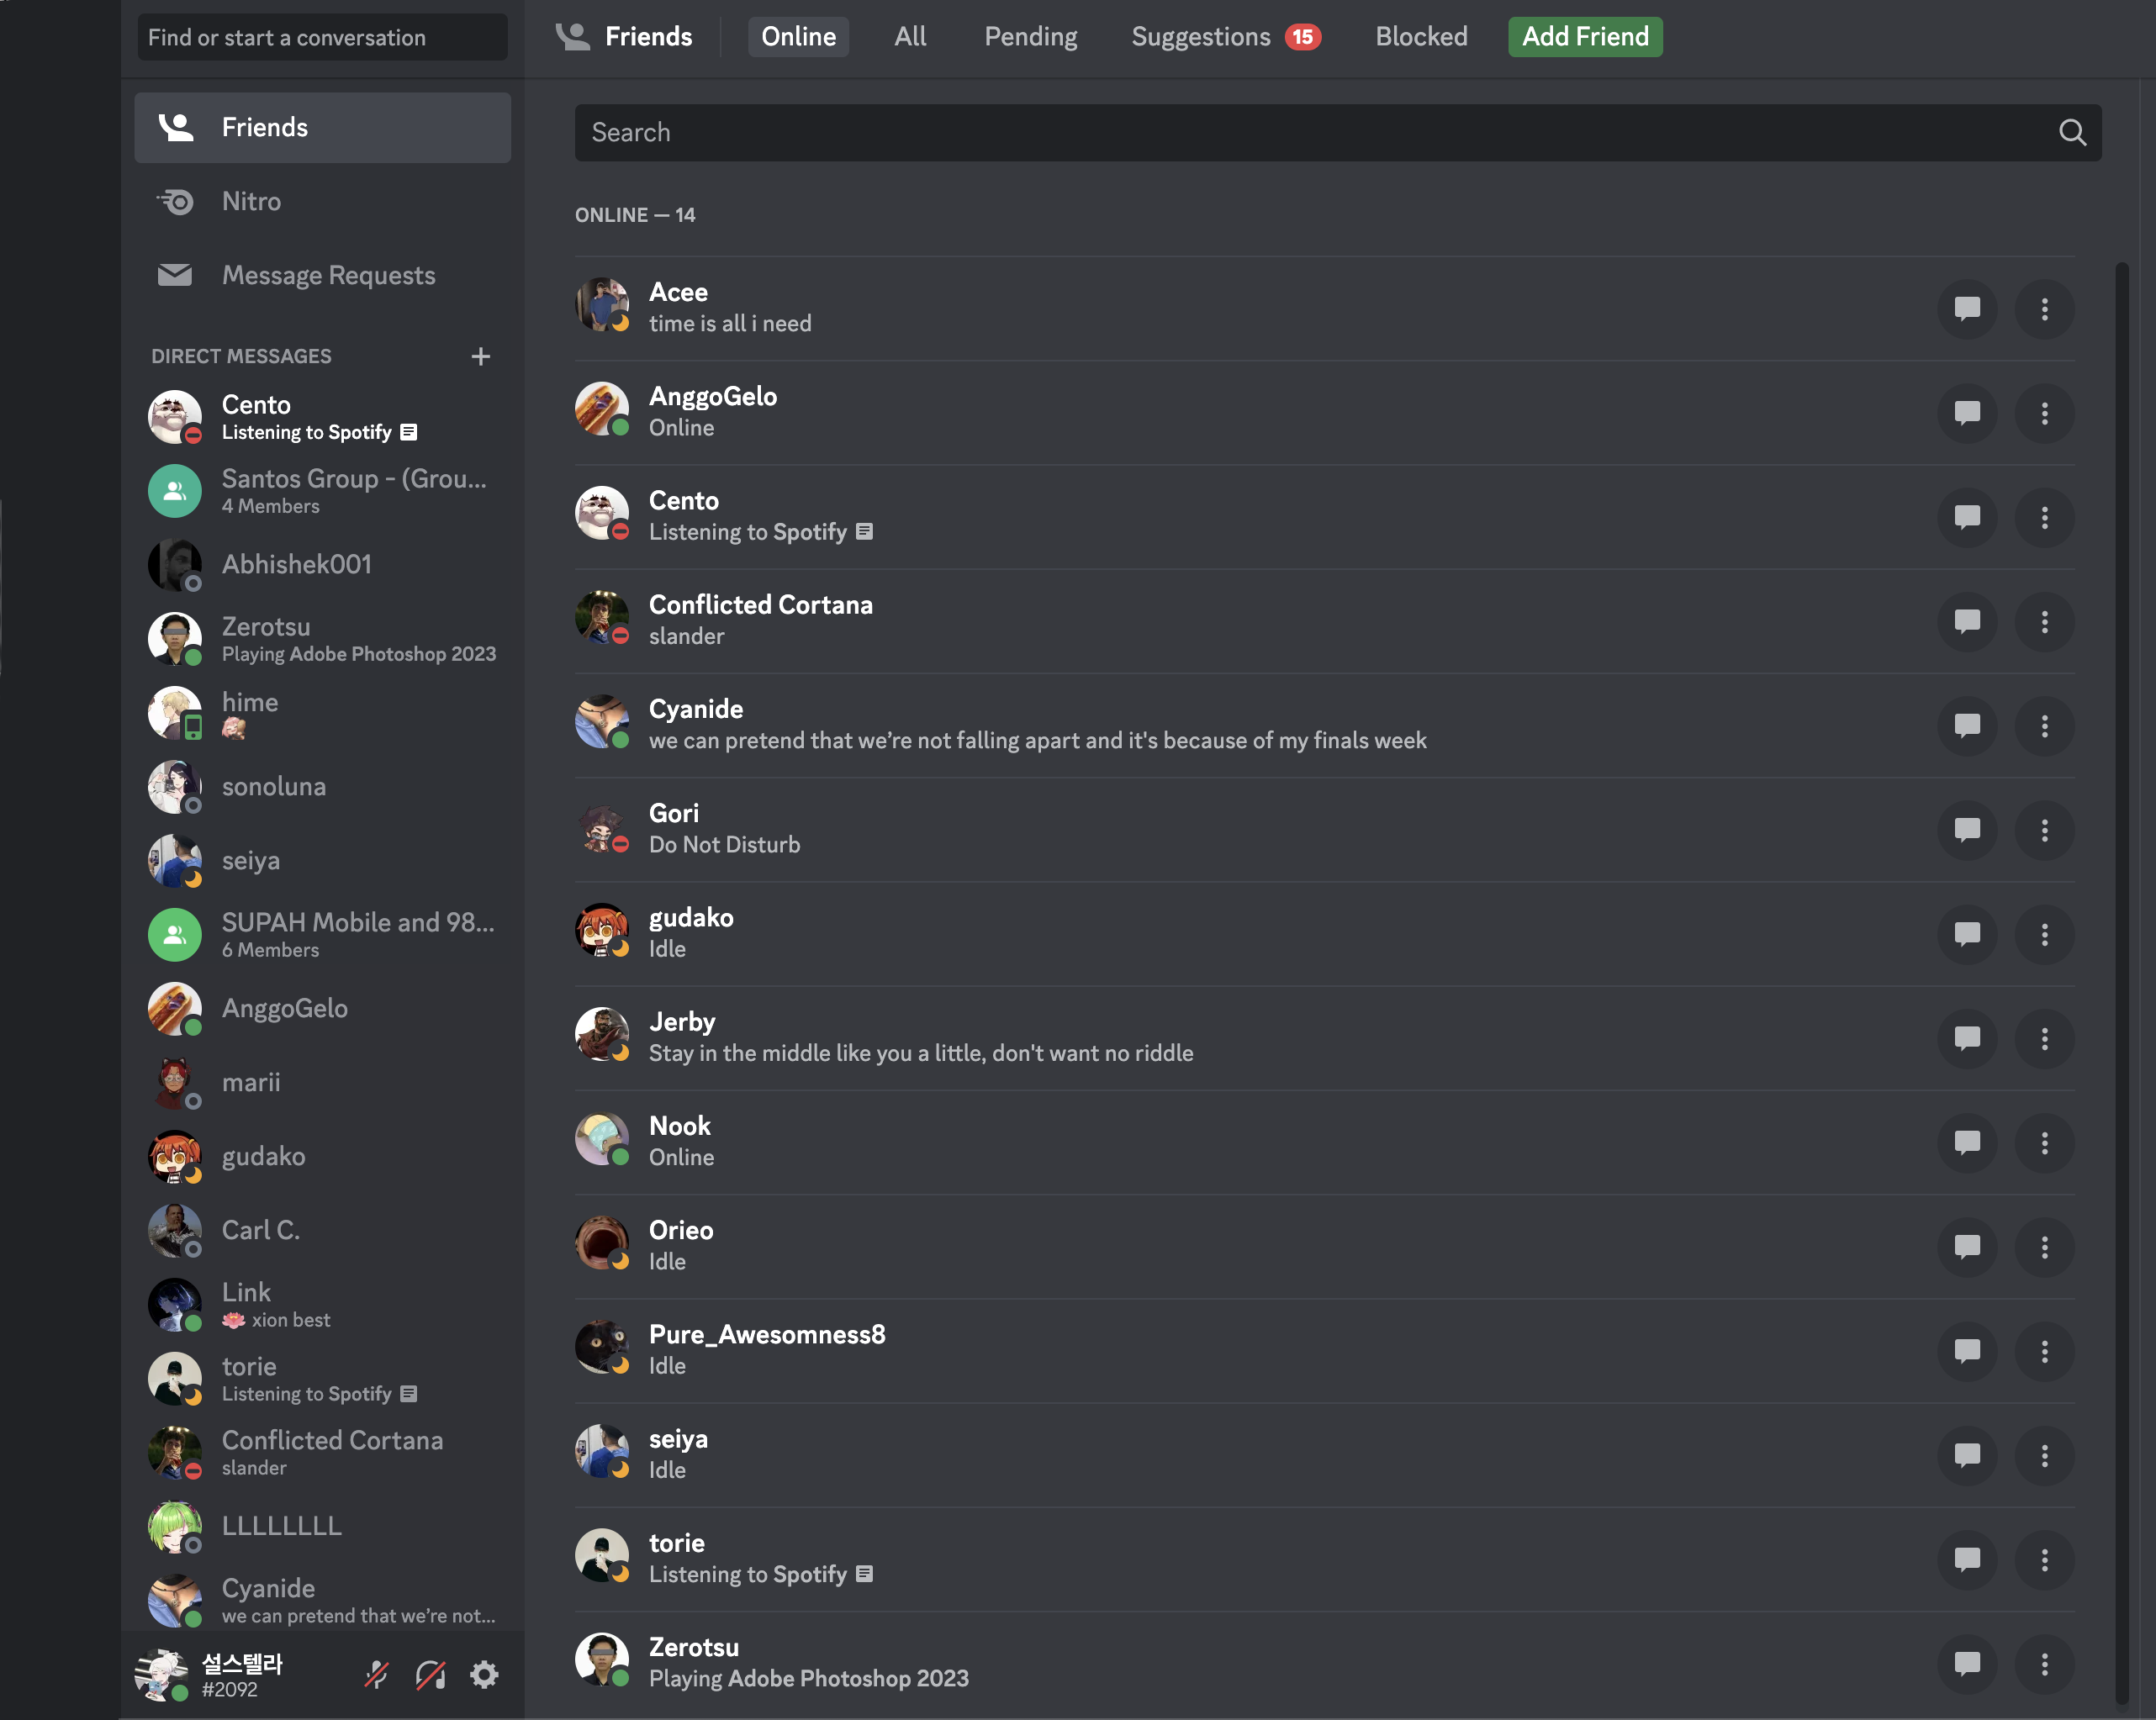 Find or start a conversation
Friends
Nitro
Message Requests
DIRECT MESSAGES
Cento
Listening to Spotify
Santos Group - (Grou...
4 Members
Abhishek001
Zerotsu
Playing Adobe Photoshop 2023
hime
sonoluna
seiya
SUPAH Mobile and 98...
6 Members
AnggoGelo
marii
gudako
Carl C.
Link
xion best
torie
Listening to Spotify
Conflicted Cortana
slander
LLLLLLLL
Cyanide
we can pretend that we’re not...
설스텔라
#2092
Friends Online All Pending Suggestions 15 Blocked Add Friend
Search
ONLINE — 14
Acee
time is all i need
AnggoGelo
Online
Cento
Listening to Spotify
Conflicted Cortana
slander
Cyanide
we can pretend that we’re not falling apart and it's because of my finals week
Gori
Do Not Disturb
gudako
Idle
Jerby
Stay in the middle like you a little, don't want no riddle
Nook
Online
Orieo
Idle
Pure_Awesomness8
Idle
seiya
Idle
torie
Listening to Spotify
Zerotsu
Playing Adobe Photoshop 2023